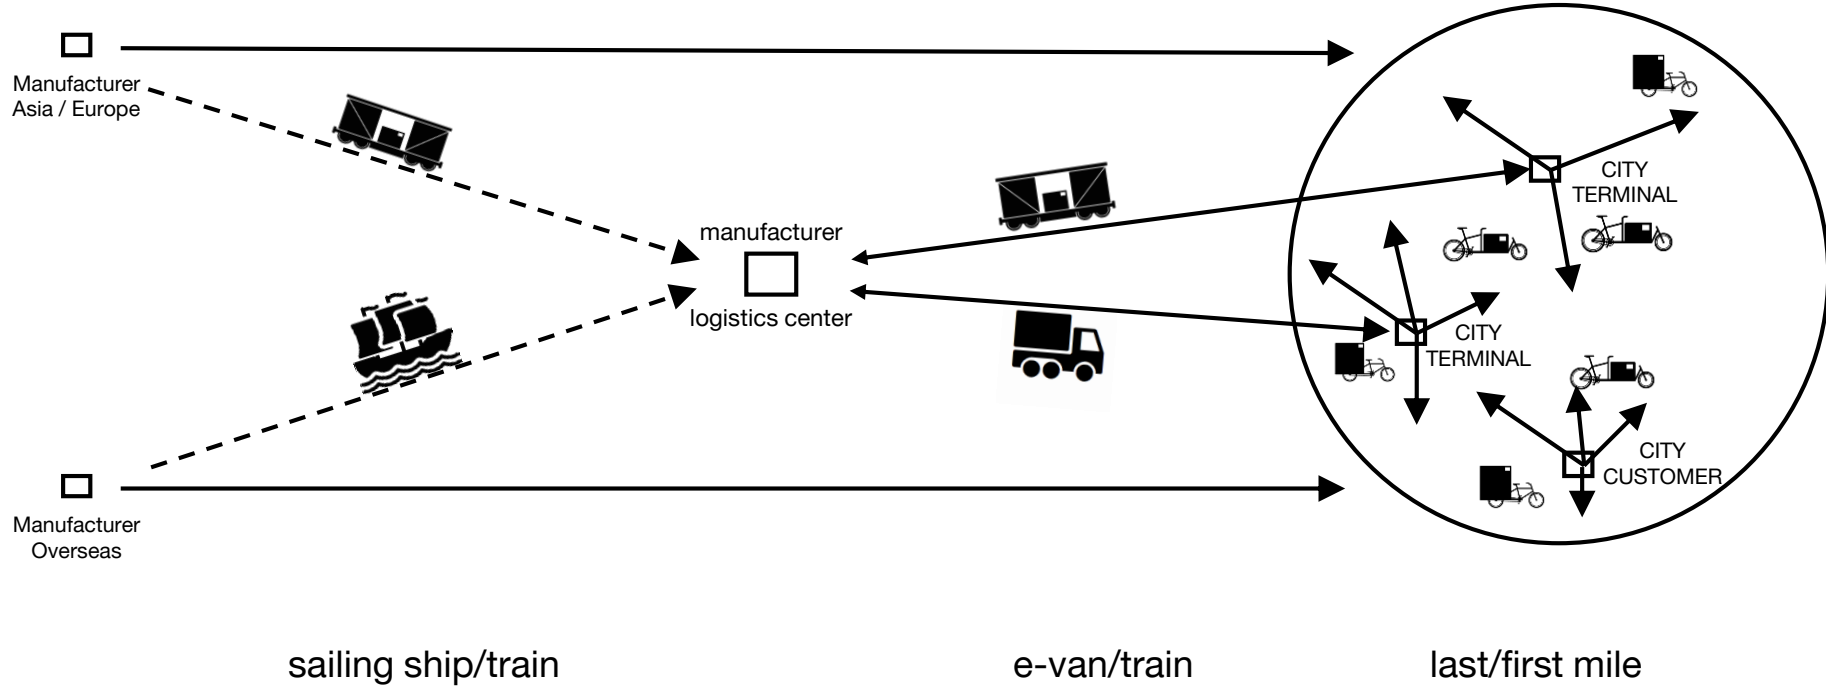 Manufacturer
Asia / Europe
manufacturer
logistics center
CITY
TERMINAL
CITY
TERMINAL
CITY
CUSTOMER
Manufacturer
Overseas
sailing ship/train
e-van/train
last/first mile